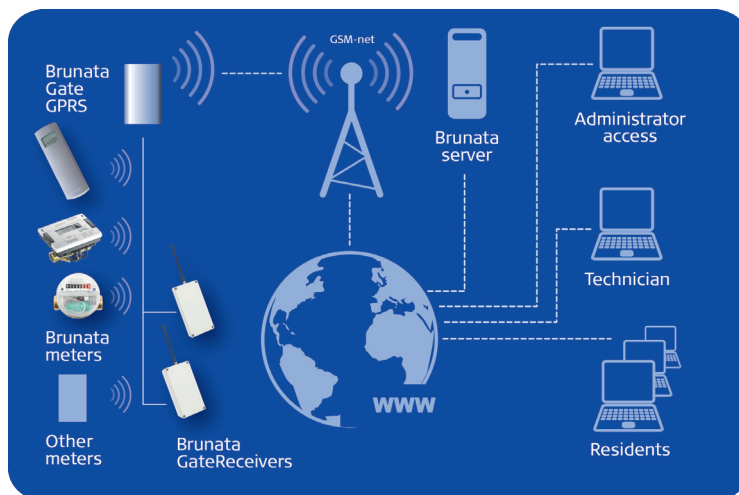 GSM-net
Brunata
Gate
GPRS
Brunata
server
Administrator
access
Technician
Brunata
meters
WWW
Other
meters
Brunata
GateReceivers
Residents